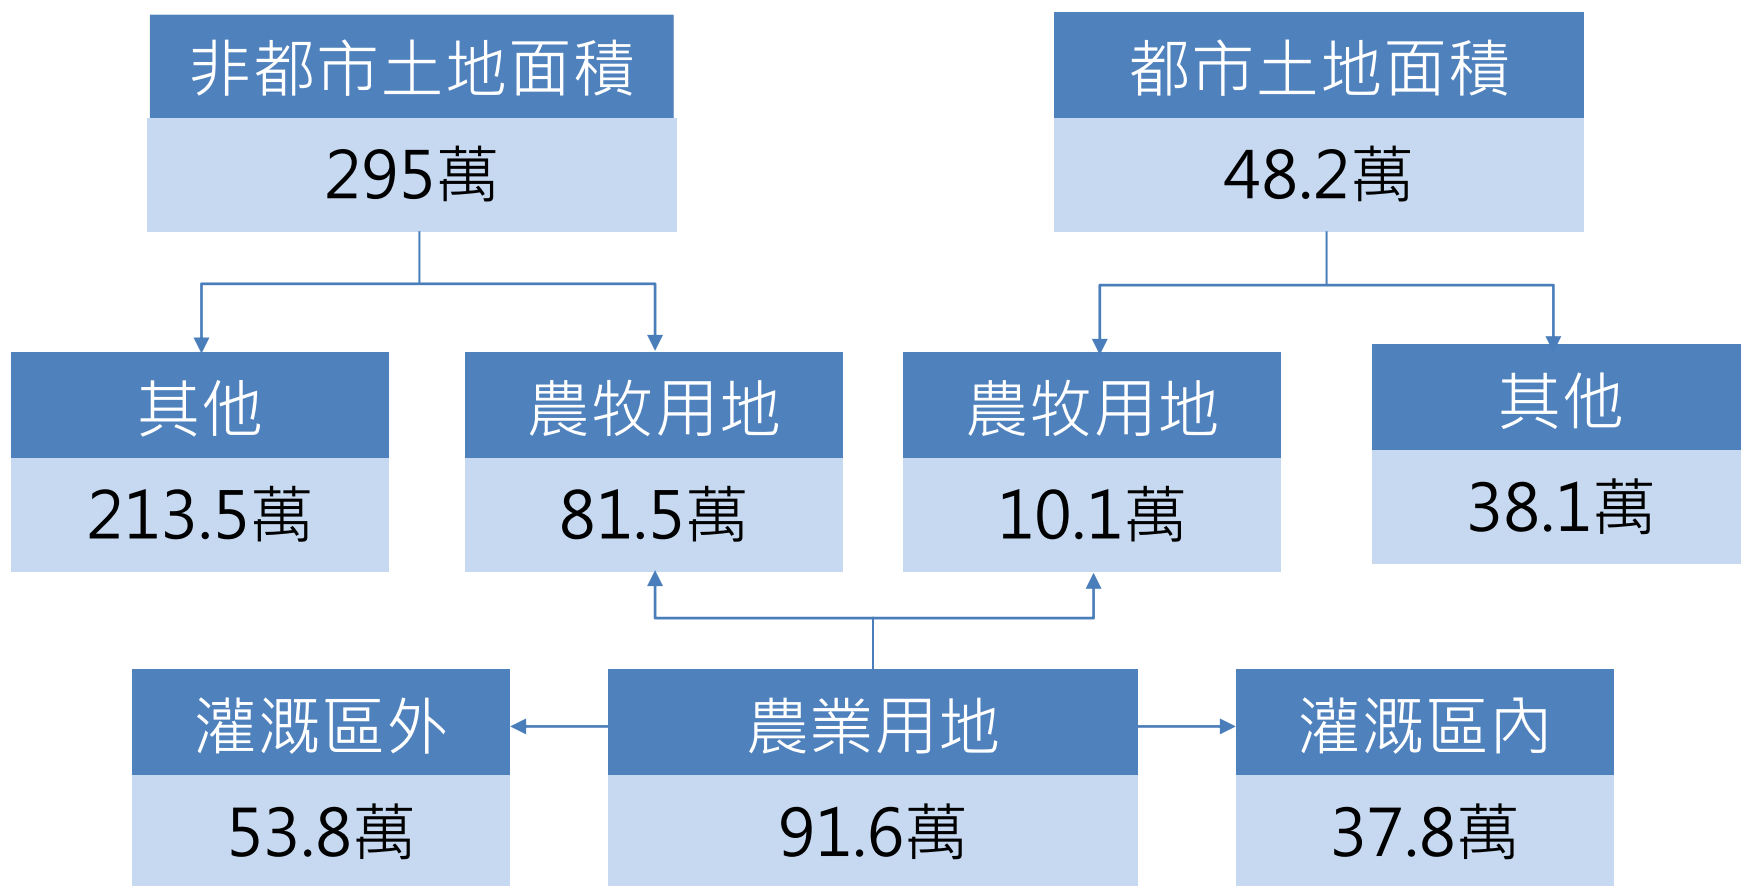 非都市土地面積
295萬
都市土地面積
48.2萬
其他
213.5萬
農牧用地
81.5萬
農牧用地
10.1萬
其他
38.1萬
灌溉區外
53.8萬
農業用地
91.6萬
灌溉區內
37.8萬